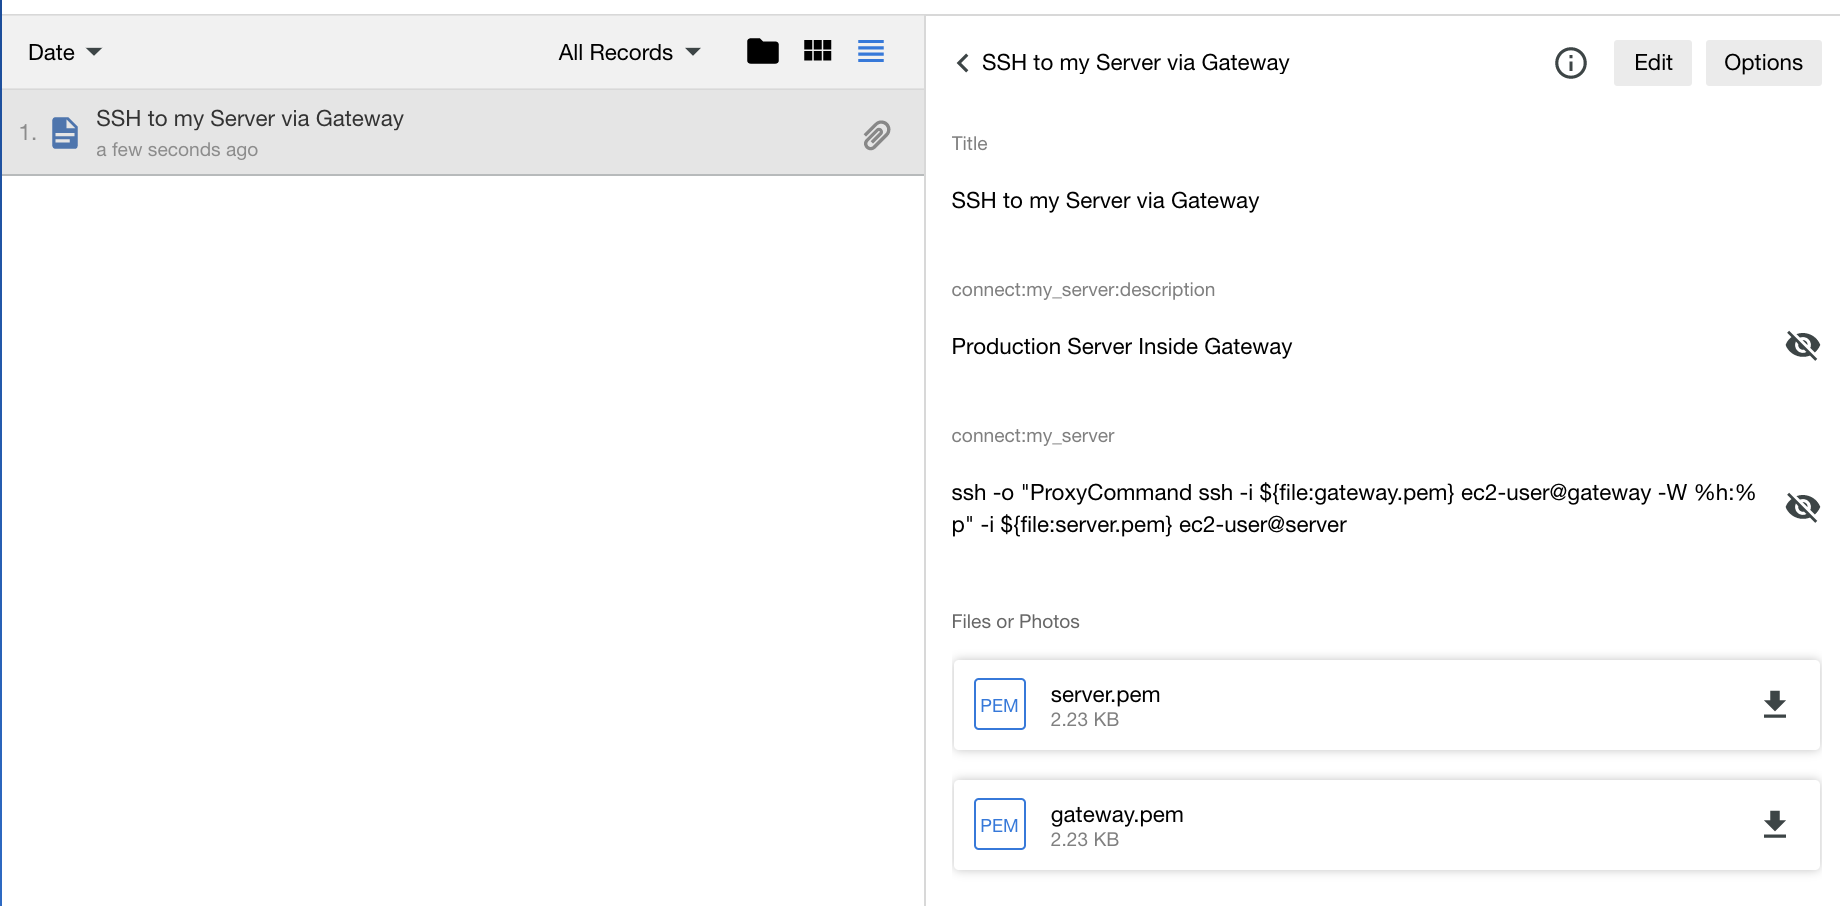 Date
All Records
1.
SSH to my Server via Gateway
a few seconds ago
SSH to my Server via Gateway
Edit
Options
Title
SSH to my Server via Gateway
connect:my_server:description
Production Server Inside Gateway
connect:my_server
ssh -o "ProxyCommand ssh -i ${file:gateway.pem} ec2-user@gateway -W %h:%
p" -i ${file:server.pem} ec2-user@server
Files or Photos
PEM
server.pem
2.23 KB
PEM
gateway.pem
2.23 KB